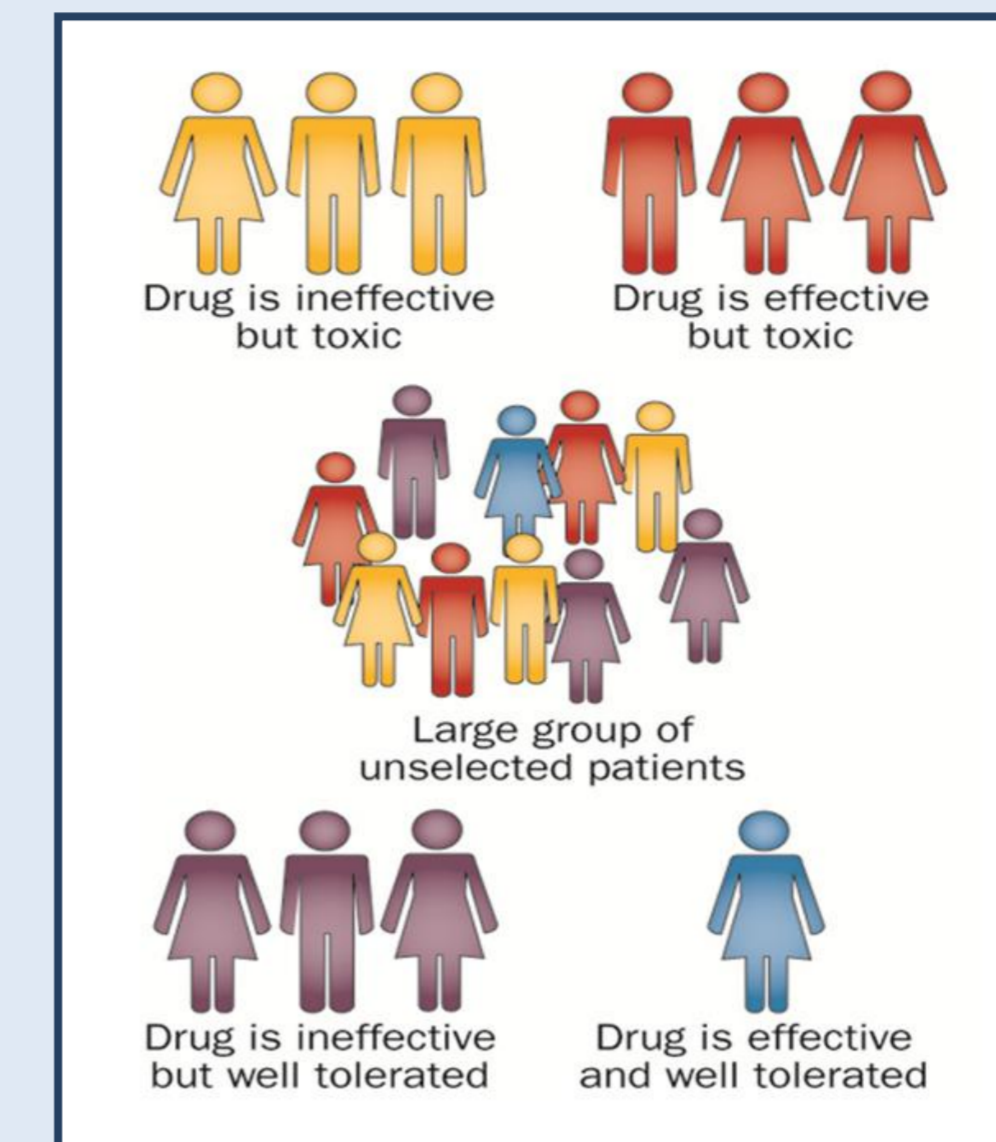 Drug is ineffective
but toxic
Drug is effective
but toxic
Large group of
unselected patients
Drug is ineffective
but well tolerated
Drug is effective
and well tolerated